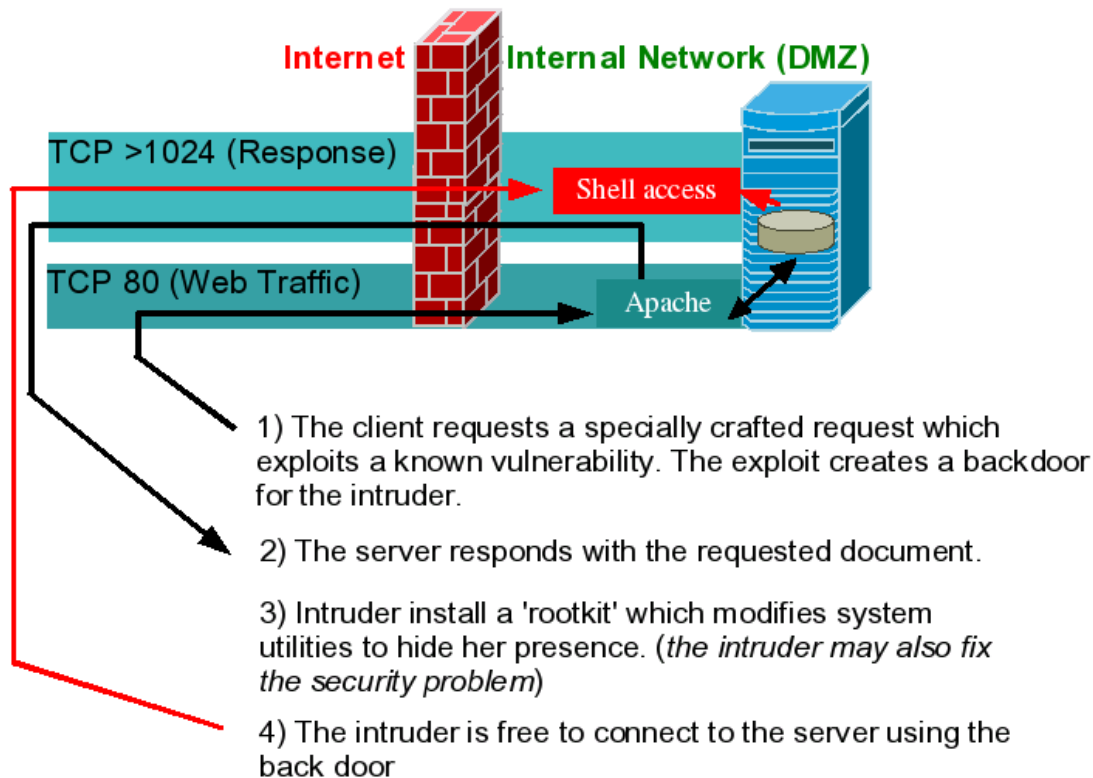 Internet
Internal Network (DMZ)
TCP >1024 (Response)
Shell access
TCP 80 (Web Traffic)
Apache
1) The client requests a specially crafted request which
exploits a known vulnerability. The exploit creates a backdoor
for the intruder.
2) The server responds with the requested document.
3) Intruder install a 'rootkit' which modifies system
utilities to hide her presence. (the intruder may also fix
the security problem)
4) The intruder is free to connect to the server using the
back door